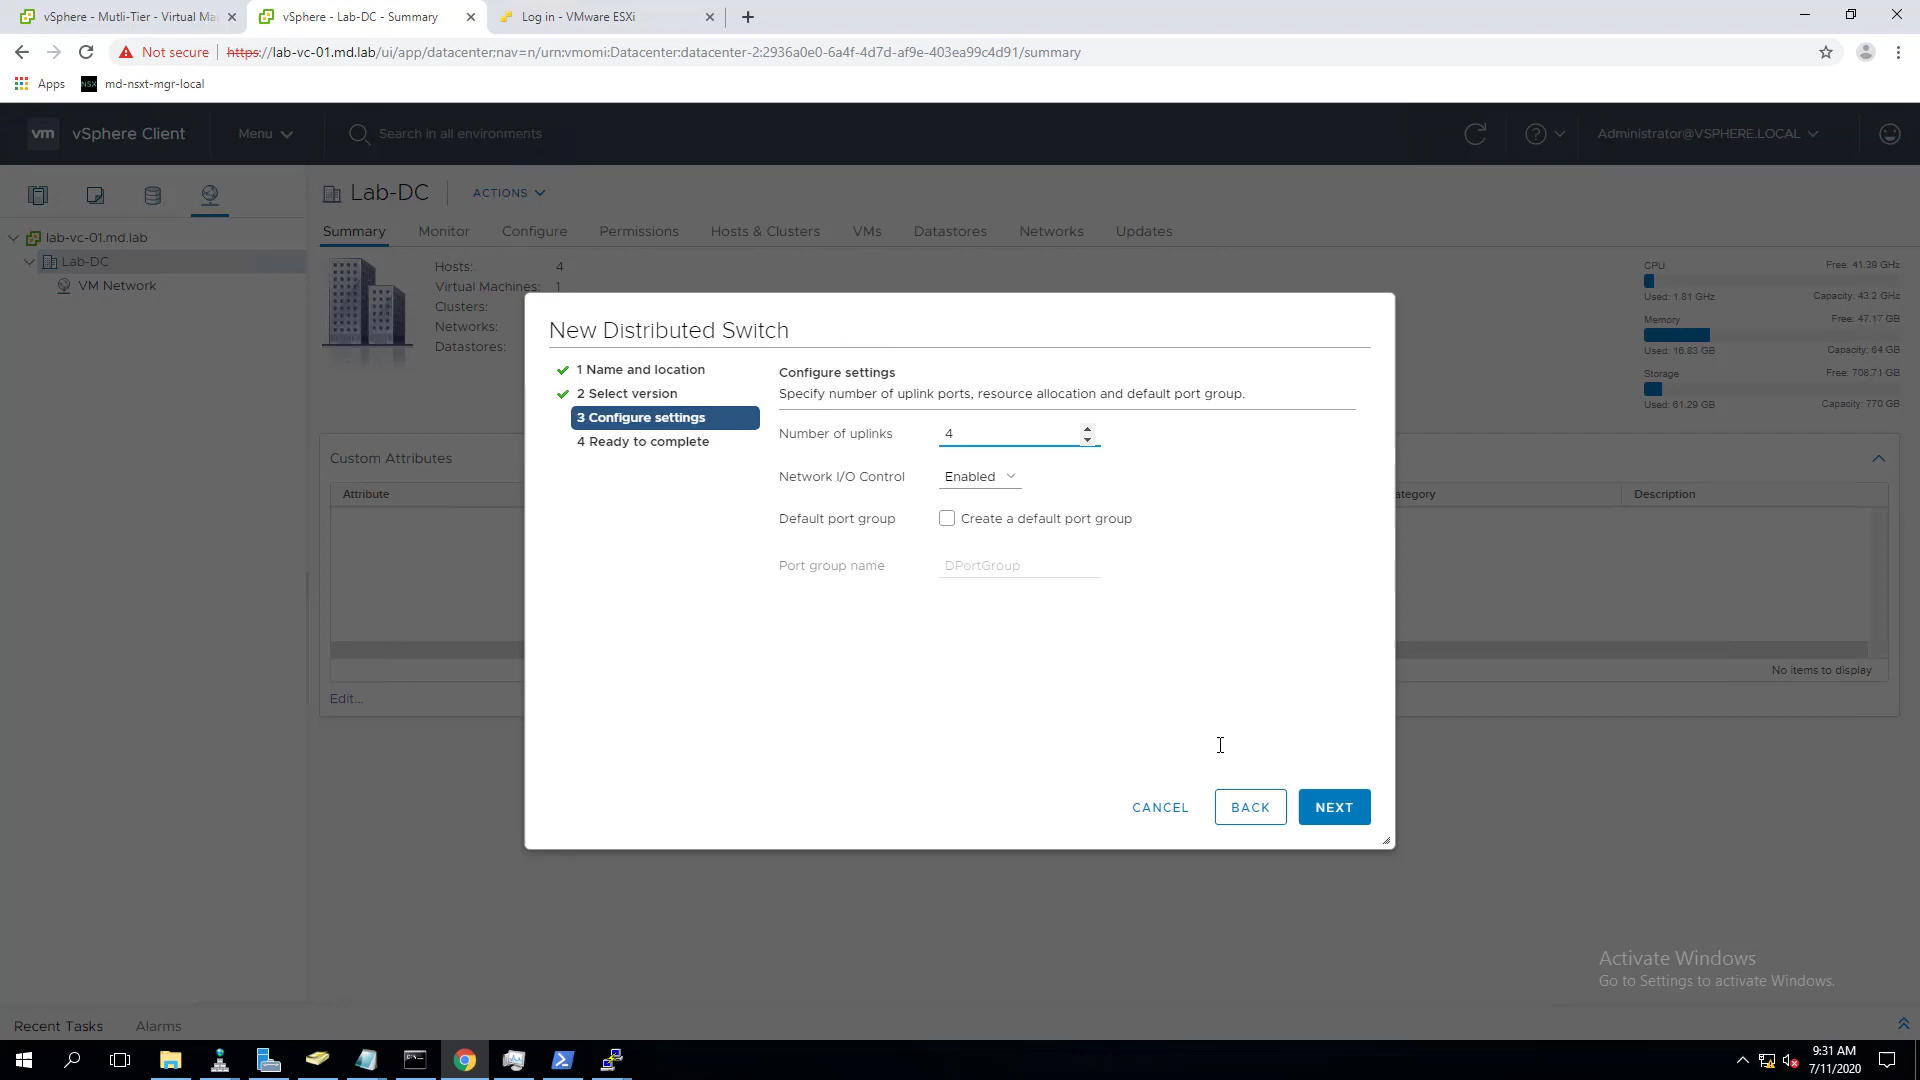 vSphere - Mutli-Tier - Virtual Ma
vSphere - Lab-DC - Summary
Log in - VMware ESXi
Not secure
https://lab-vc-01.md.lab/ui/app/datacenter;nav=n/urn:vmomi:Datacenter:datacenter-2:2936a0e0-6a4f-4d7d-af9e-403ea99c4d91/summary
Apps
NSX
md-nsxt-mgr-local
vm
vSphere Client
Menu
Search in all environments
Administrator@VSPHERE.LOCAL
Lab-DC
ACTIONS
lab-vc-01.md.lab
Lab-DC
VM Network
Summary
Monitor
Configure
Permissions
Hosts & Clusters
VMs
Datastores
Networks
Updates
Hosts: 4
Virtual Machines: 1
Clusters:
Networks:
Datastores:
CPU
Free: 41.39 GHz
Used: 1.81 GHz
Capacity: 43.2 GHz
Memory
Free: 47.17 GB
Used: 16.83 GB
Capacity: 64 GB
Storage
Free: 708.71 GB
Used: 61.29 GB
Capacity: 770 GB
Custom Attributes
Attribute
ategory
Description
No items to display
Edit...
New Distributed Switch
1 Name and location
2 Select version
3 Configure settings
4 Ready to complete
Configure settings
Specify number of uplink ports, resource allocation and default port group.
Number of uplinks
4
Network I/O Control
Enabled
Default port group
Create a default port group
Port group name
DPortGroup
CANCEL
BACK
NEXT
Activate Windows
Go to Settings to activate Windows.
Recent Tasks
Alarms
9:31 AM
7/11/2020